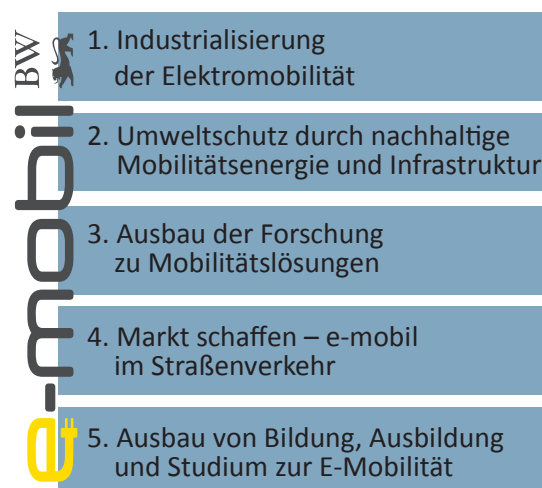 e-mobil BW
1. Industrialisierung
der Elektromobilität
2. Umweltschutz durch nachhaltige
Mobilitätsenergie und Infrastruktur
3. Ausbau der Forschung
zu Mobilitätslösungen
4. Markt schaffen – e-mobil
im Straßenverkehr
5. Ausbau von Bildung, Ausbildung
und Studium zur E-Mobilität